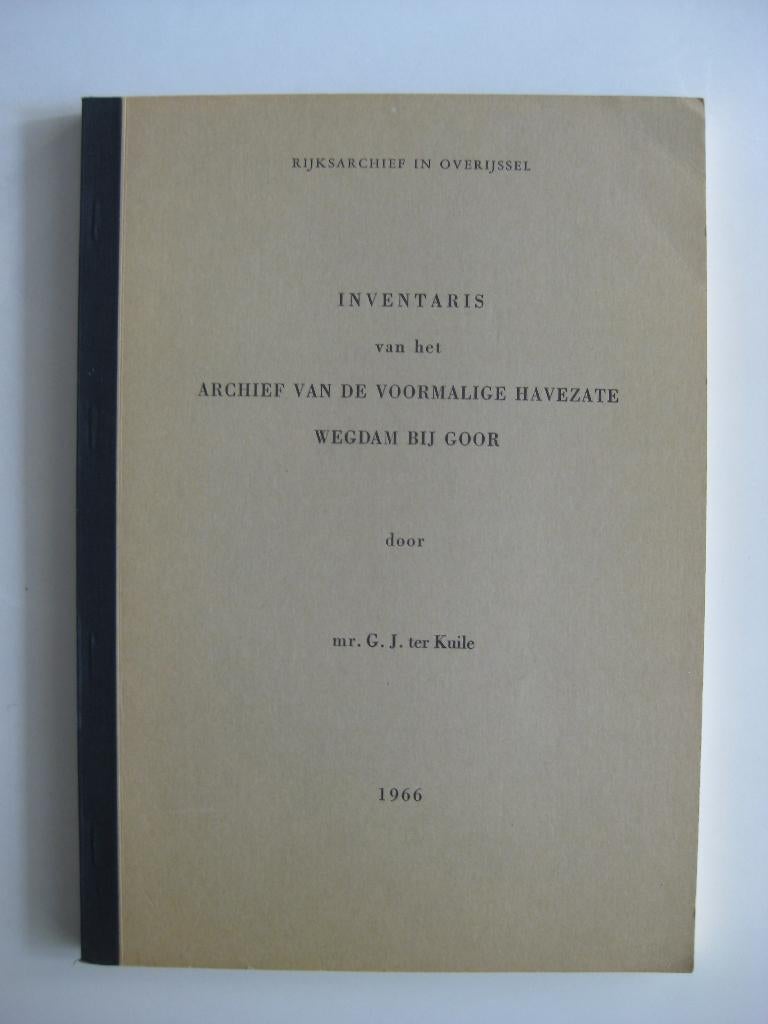 RIJKSARCHIEF IN OVERIJSSEL
INVENTARIS
van het
ARCHIEF VAN DE VOORMALIGE HAVEZATE
WEGDAM BIJ GOOR
door
mr. G. J. ter Kuile
1966